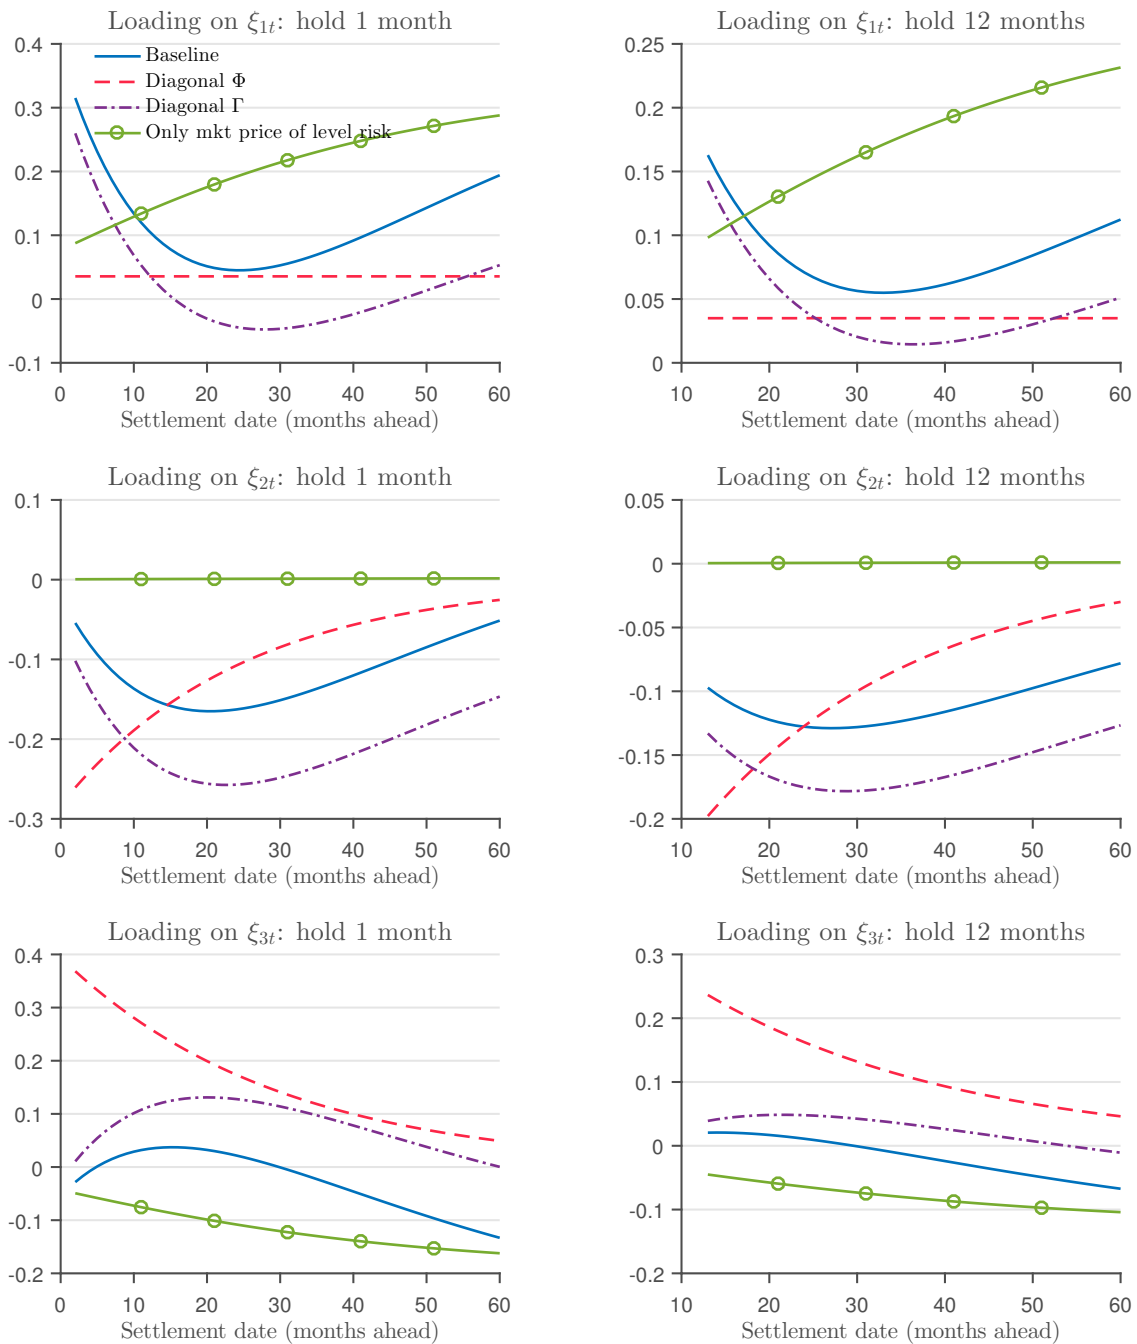 Loading on ξ1t: hold 1 month
0.4
0.3
0.2
0.1
0
-0.1
Baseline
Diagonal Φ
Diagonal Γ
Only mkt price of level risk
0 10 20 30 40 50 60
Settlement date (months ahead)
Loading on ξ1t: hold 12 months
0.25
0.2
0.15
0.1
0.05
0
10 20 30 40 50 60
Settlement date (months ahead)
Loading on ξ2t: hold 1 month
0.1
0
-0.1
-0.2
-0.3
0 10 20 30 40 50 60
Settlement date (months ahead)
Loading on ξ2t: hold 12 months
0.05
0
-0.05
-0.1
-0.15
-0.2
10 20 30 40 50 60
Settlement date (months ahead)
Loading on ξ3t: hold 1 month
0.4
0.3
0.2
0.1
0
-0.1
-0.2
0 10 20 30 40 50 60
Settlement date (months ahead)
Loading on ξ3t: hold 12 months
0.3
0.2
0.1
0
-0.1
-0.2
10 20 30 40 50 60
Settlement date (months ahead)